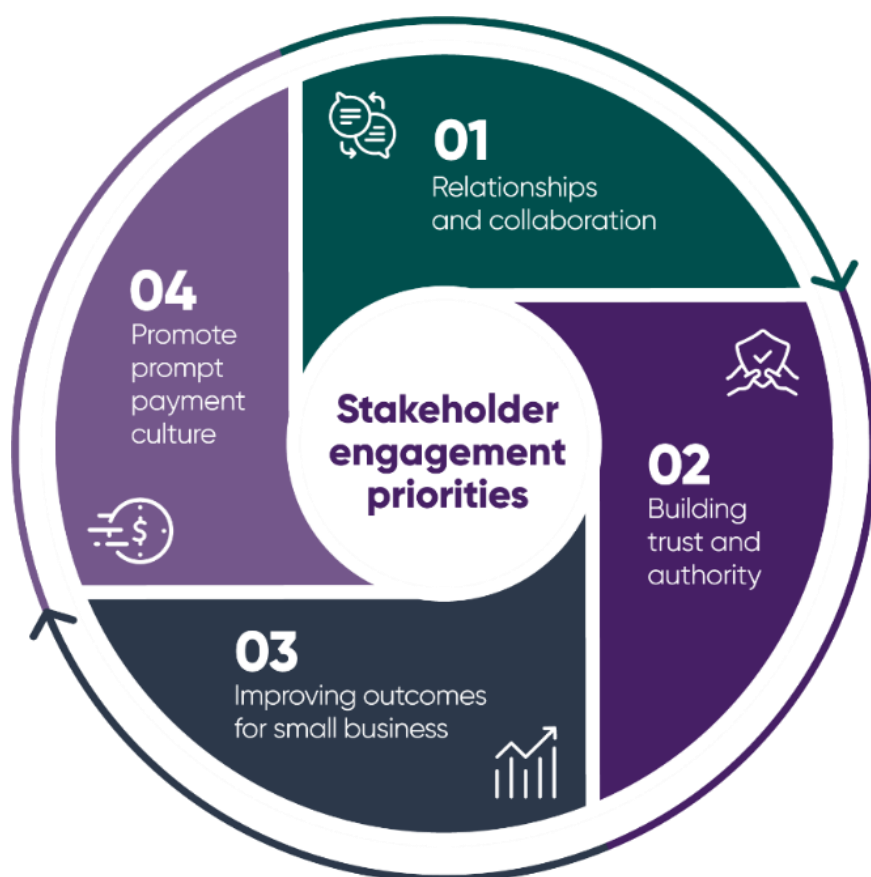 01
Relationships
and collaboration
02
Building
trust and
authority
03
Improving outcomes
for small business
04
Promote
prompt
payment
culture
$
Stakeholder
engagement
priorities